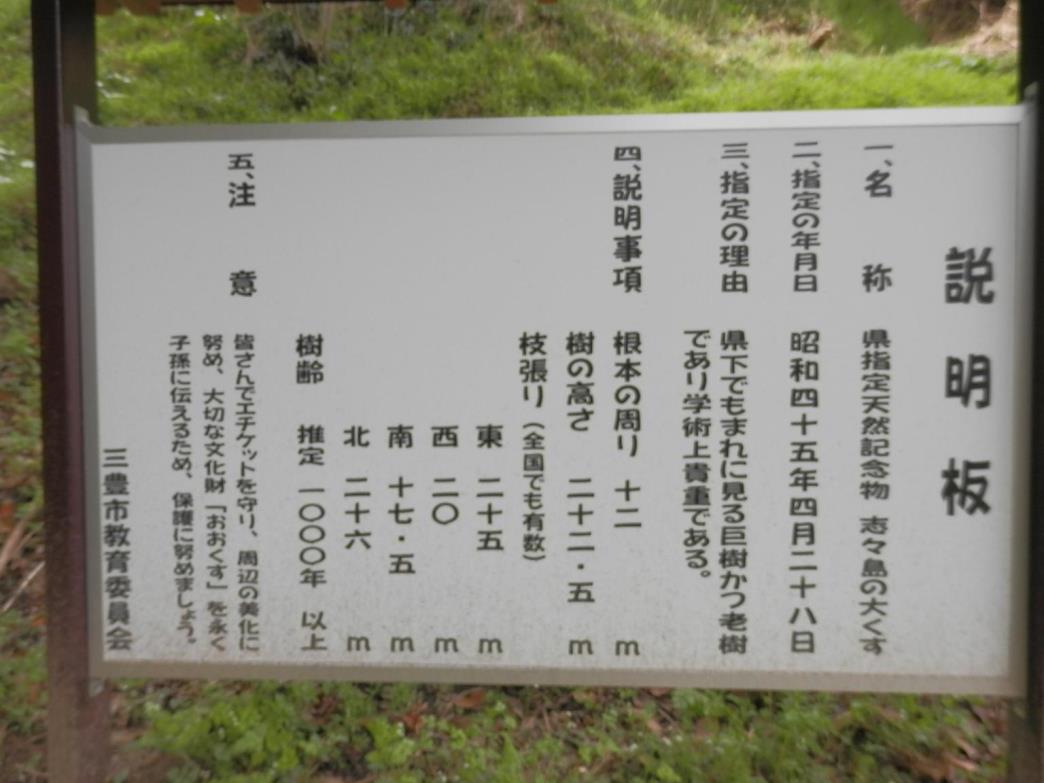 説明板
一、名称 県指定天然記念物 志々島の大くす
二、指定の年月日 昭和四十五年四月二十八日
三、指定の理由 県下でもまれに見る巨樹かつ老樹
であり学術上貴重である。
四、説明事項 根本の周り 十二 m
樹の高さ 二十二・五 m
枝張り（全国でも有数）
東 二十五 m
西 二〇 m
南 十七・五 m
北 二十六 m
樹齢 推定 一〇〇〇年 以上
五、注意 皆さんでエチケットを守り、周辺の美化に
努め、大切な文化財「おおくす」を永く
子孫に伝えるため、保護に努めましょう。
三豊市教育委員会